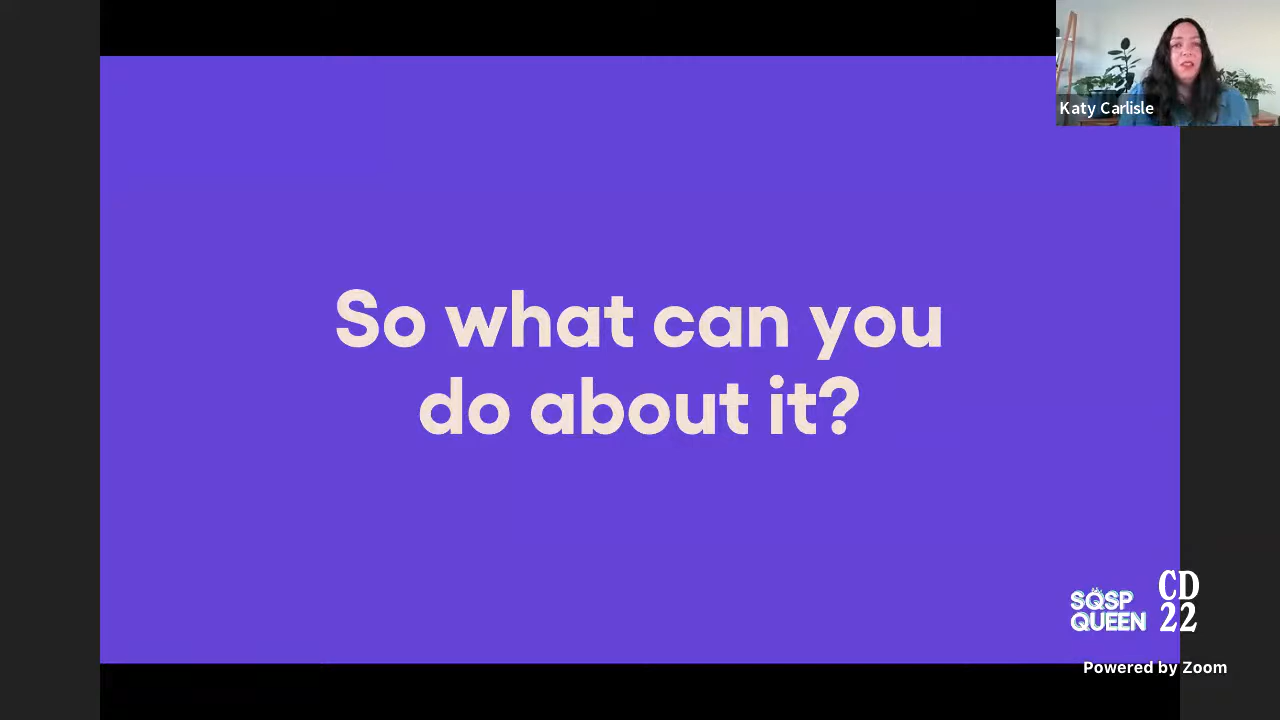 Katy Carlisle
So what can you
do about it?
SQSP
QUEEN
CD
22
Powered by Zoom